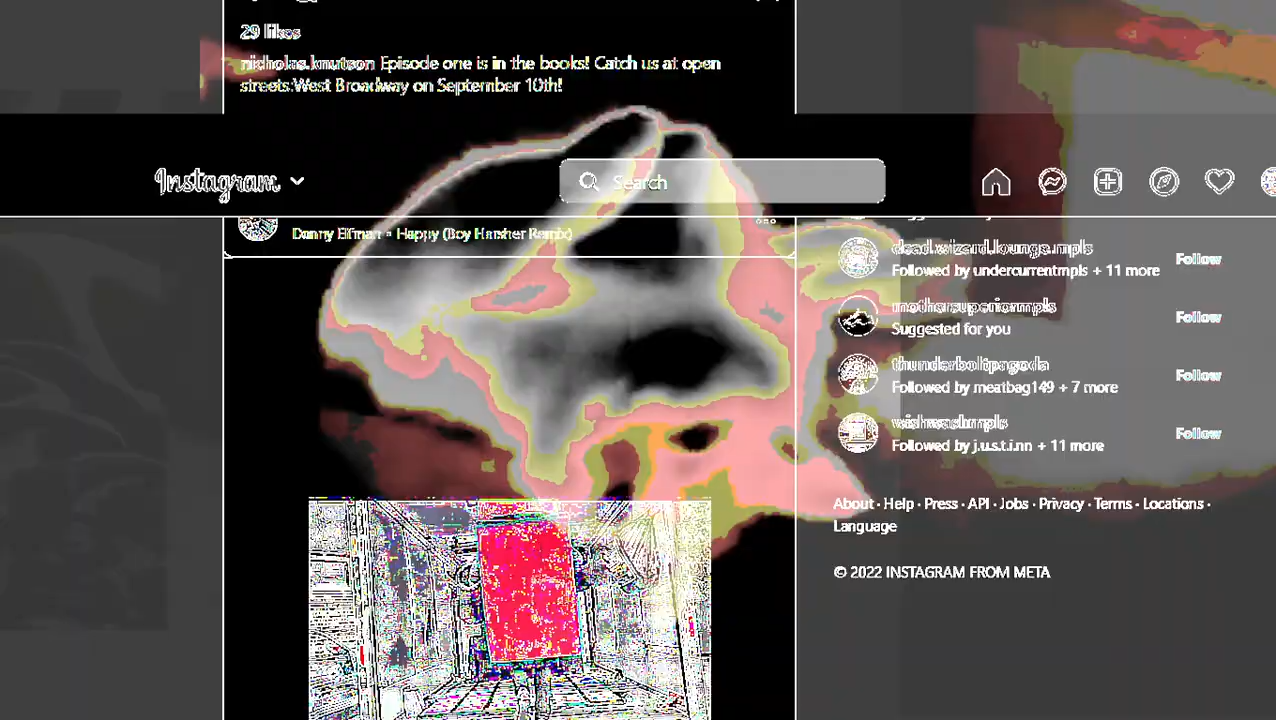 29 likes
nicholas.knutson Episode one is in the books! Catch us at open
streets West Broadway on September 10th!
Instagram
Search
Danny Elfman • Happy (Boy Harsher Remix)
dead.wizard.lounge.mpls
Followed by undercurrentmpls + 11 more
Follow
mothersuperiormpls
Suggested for you
Follow
thunderboltpagoda
Followed by meatbag149 + 7 more
Follow
Followed by j.u.s.t.i.nn + 11 more
Follow
About · Help · Press · API · Jobs · Privacy · Terms · Locations ·
Language
© 2022 INSTAGRAM FROM META